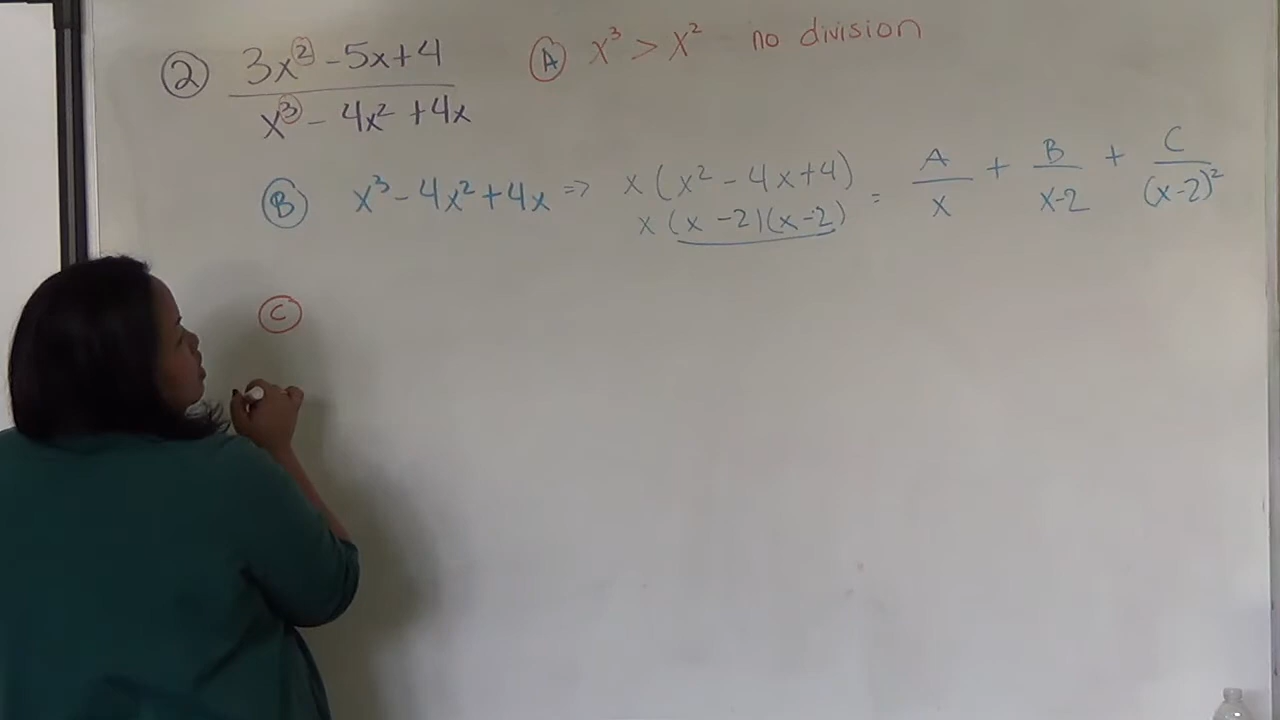 ② 3x² - 5x + 4 / x³ - 4x² + 4x
Ⓐ x³ > x² no division
Ⓑ x³ - 4x² + 4x => x(x² - 4x + 4)
x(x - 2)(x - 2) = A/x + B/x-2 + C/(x-2)²
Ⓒ